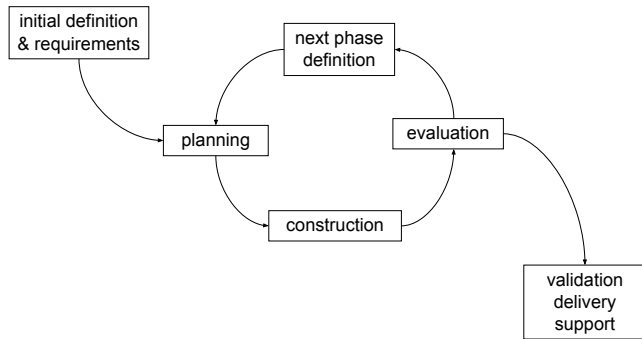 initial definition
& requirements
next phase
definition
planning
evaluation
construction
validation
delivery
support